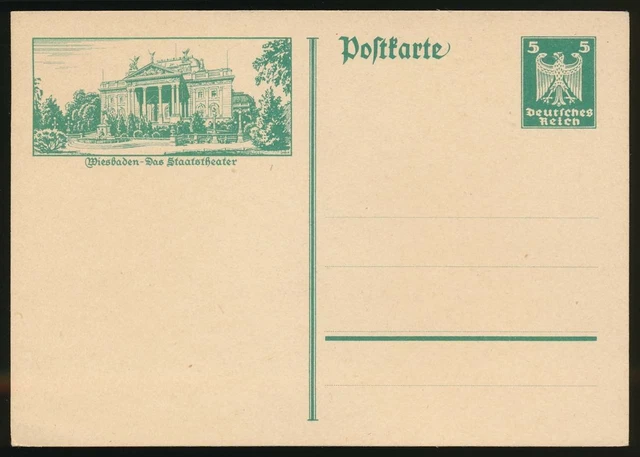 Wiesbaden-Das Staatstheater
Postkarte
5 5
Deutsches
Reich